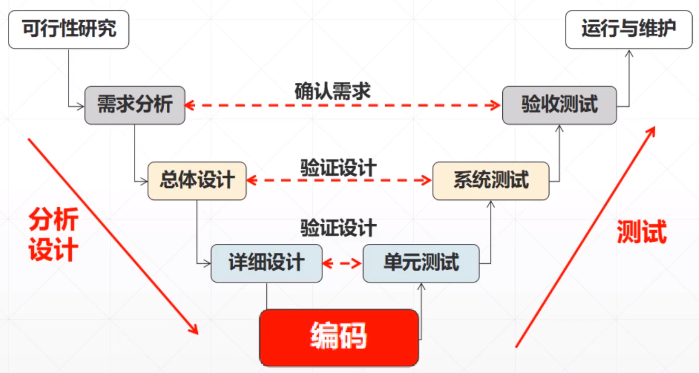 可行性研究
运行与维护
需求分析
确认需求
验收测试
总体设计
验证设计
系统测试
分析
设计
测试
验证设计
详细设计
单元测试
编码